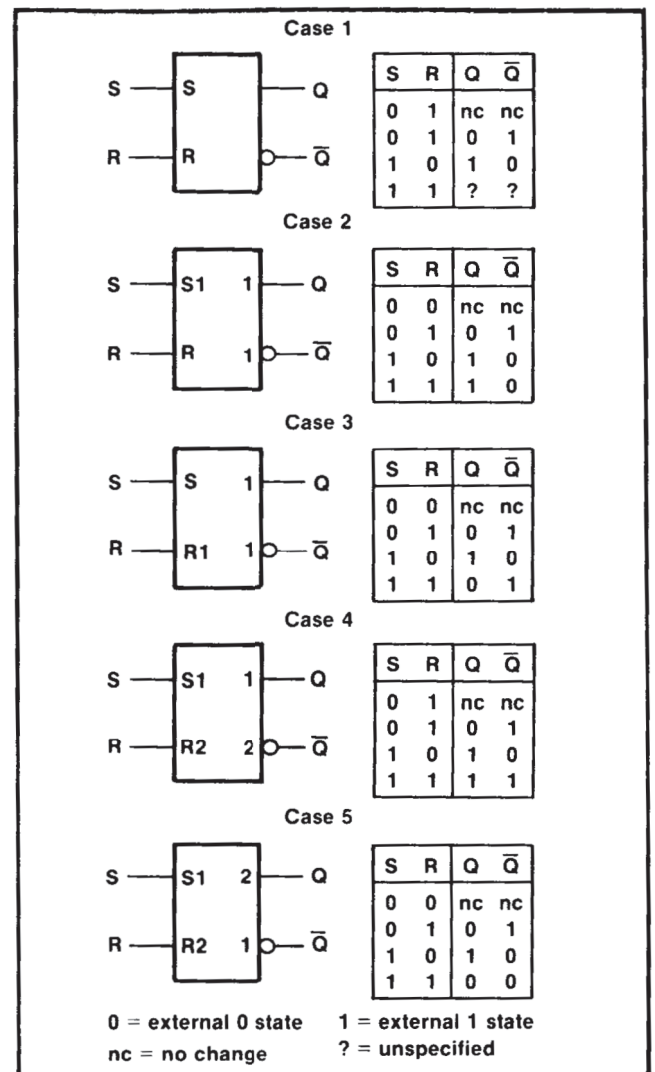 Case 1
S S Q
R R Q̅
S R Q Q̅
0 1 nc nc
0 1 0 1
1 0 1 0
1 1 ? ?
Case 2
S S1 1 Q
R R 1 Q̅
S R Q Q̅
0 0 nc nc
0 1 0 1
1 0 1 0
1 1 1 0
Case 3
S S 1 Q
R R1 1 Q̅
S R Q Q̅
0 0 nc nc
0 1 0 1
1 0 1 0
1 1 0 1
Case 4
S S1 1 Q
R R2 2 Q̅
S R Q Q̅
0 1 nc nc
0 1 0 1
1 0 1 0
1 1 1 1
Case 5
S S1 2 Q
R R2 1 Q̅
S R Q Q̅
0 0 nc nc
0 1 0 1
1 0 1 0
1 1 0 0
0 = external 0 state 1 = external 1 state
nc = no change ? = unspecified